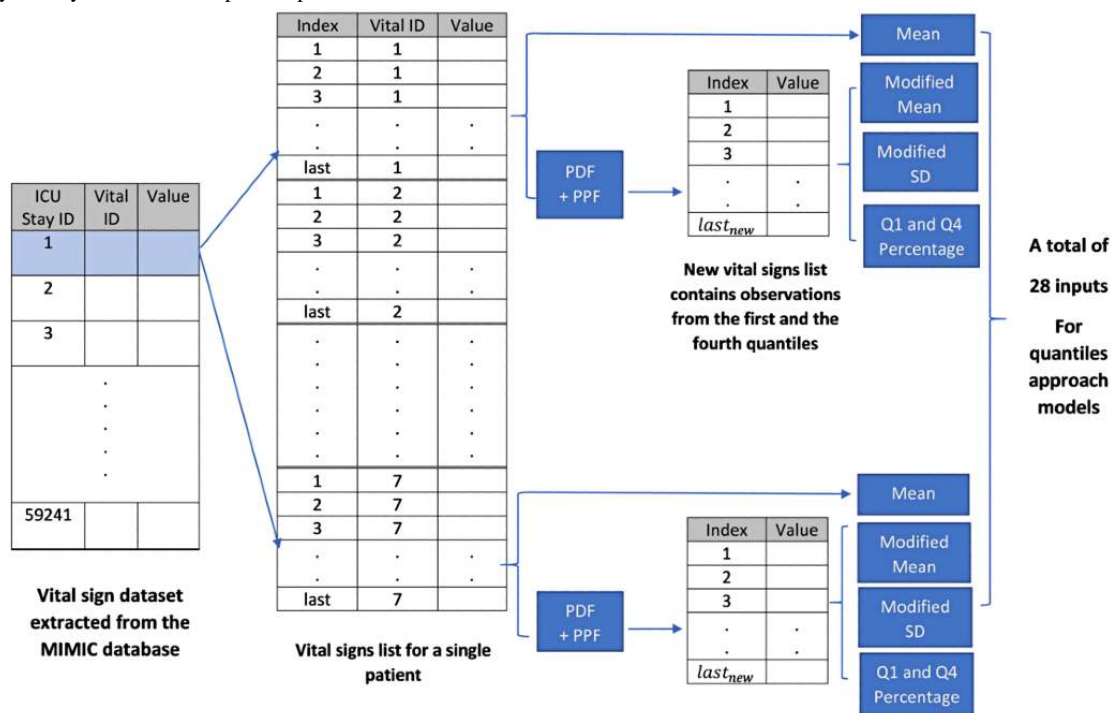 ICU Stay ID Vital ID Value
1
2
3
.
.
.
.
.
59241
Vital sign dataset
extracted from the
MIMIC database
Index Vital ID Value
1 1
2 1
3 1
. . .
. . .
last 1
1 2
2 2
3 2
. . .
. . .
last 2
. . .
. . .
. . .
. . .
. . .
. . .
1 7
2 7
3 7
. . .
. . .
last 7
Vital signs list for a single
patient
PDF
+ PPF
Index Value
1
2
3
. .
. .
last_new
New vital signs list
contains observations
from the first and the
fourth quantiles
Mean
Modified
Mean
Modified
SD
Q1 and Q4
Percentage
PDF
+ PPF
Index Value
1
2
3
. .
. .
last_new
Mean
Modified
Mean
Modified
SD
Q1 and Q4
Percentage
A total of
28 inputs
For
quantiles
approach
models